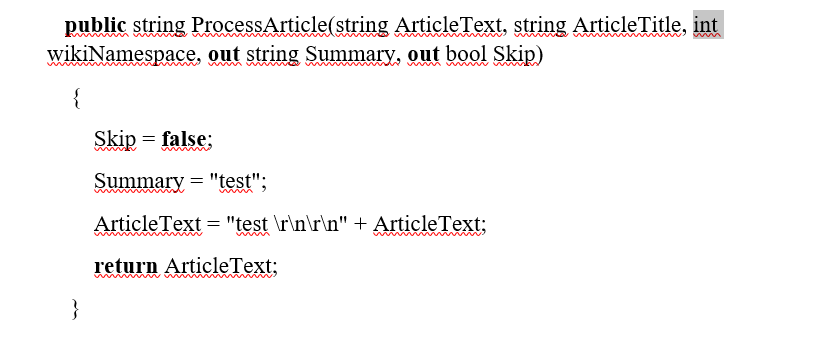 public string ProcessArticle(string ArticleText, string ArticleTitle, int
wikiNamespace, out string Summary, out bool Skip)
{
Skip = false;
Summary = "test";
ArticleText = "test \r\n\r\n" + ArticleText;
return ArticleText;
}